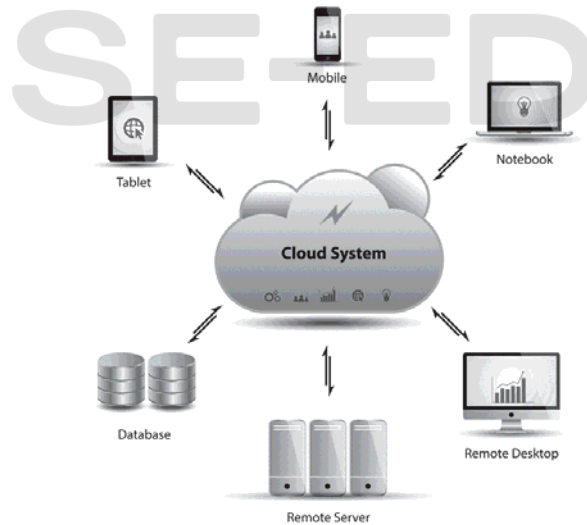 SE-ED
Mobile
Tablet
Notebook
Cloud System
Database
Remote Desktop
Remote Server